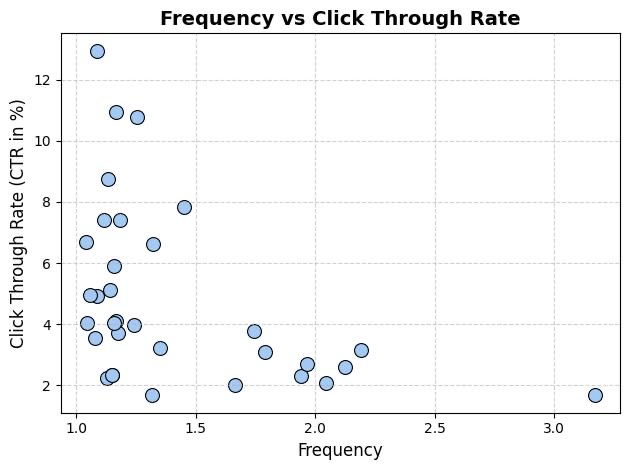 Frequency vs Click Through Rate
Click Through Rate (CTR in %)
12
10
8
6
4
2
1.0 1.5 2.0 2.5 3.0
Frequency